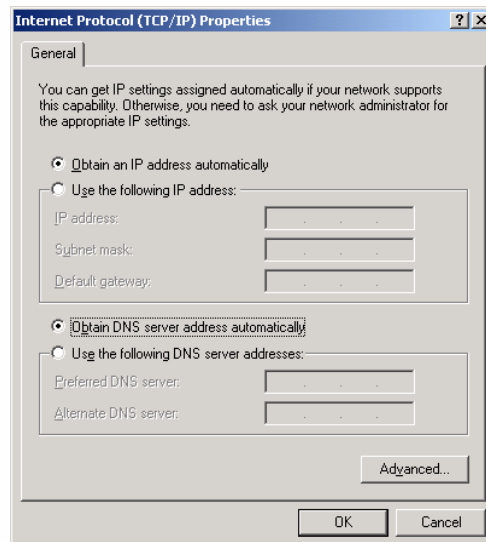 Internet Protocol (TCP/IP) Properties
General
You can get IP settings assigned automatically if your network supports
this capability. Otherwise, you need to ask your network administrator for
the appropriate IP settings.
Obtain an IP address automatically
Use the following IP address:
IP address:
Subnet mask:
Default gateway:
Obtain DNS server address automatically
Use the following DNS server addresses:
Preferred DNS server:
Alternate DNS server:
Advanced...
OK Cancel